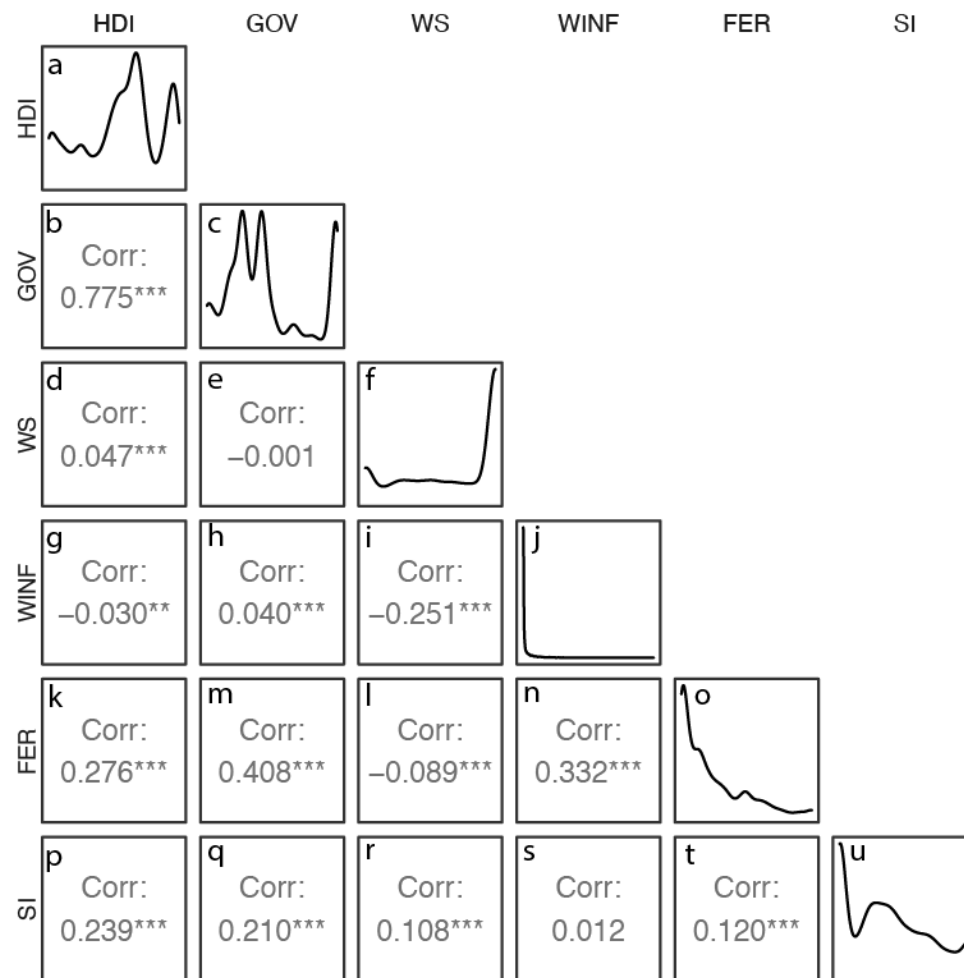 HDI GOV WS WINF FER SI
HDI
a
GOV
b
Corr:
0.775***
c
WS
d
Corr:
0.047***
e
Corr:
−0.001
f
WINF
g
Corr:
−0.030**
h
Corr:
0.040***
i
Corr:
−0.251***
j
FER
k
Corr:
0.276***
m
Corr:
0.408***
l
Corr:
−0.089***
n
Corr:
0.332***
o
SI
p
Corr:
0.239***
q
Corr:
0.210***
r
Corr:
0.108***
s
Corr:
0.012
t
Corr:
0.120***
u